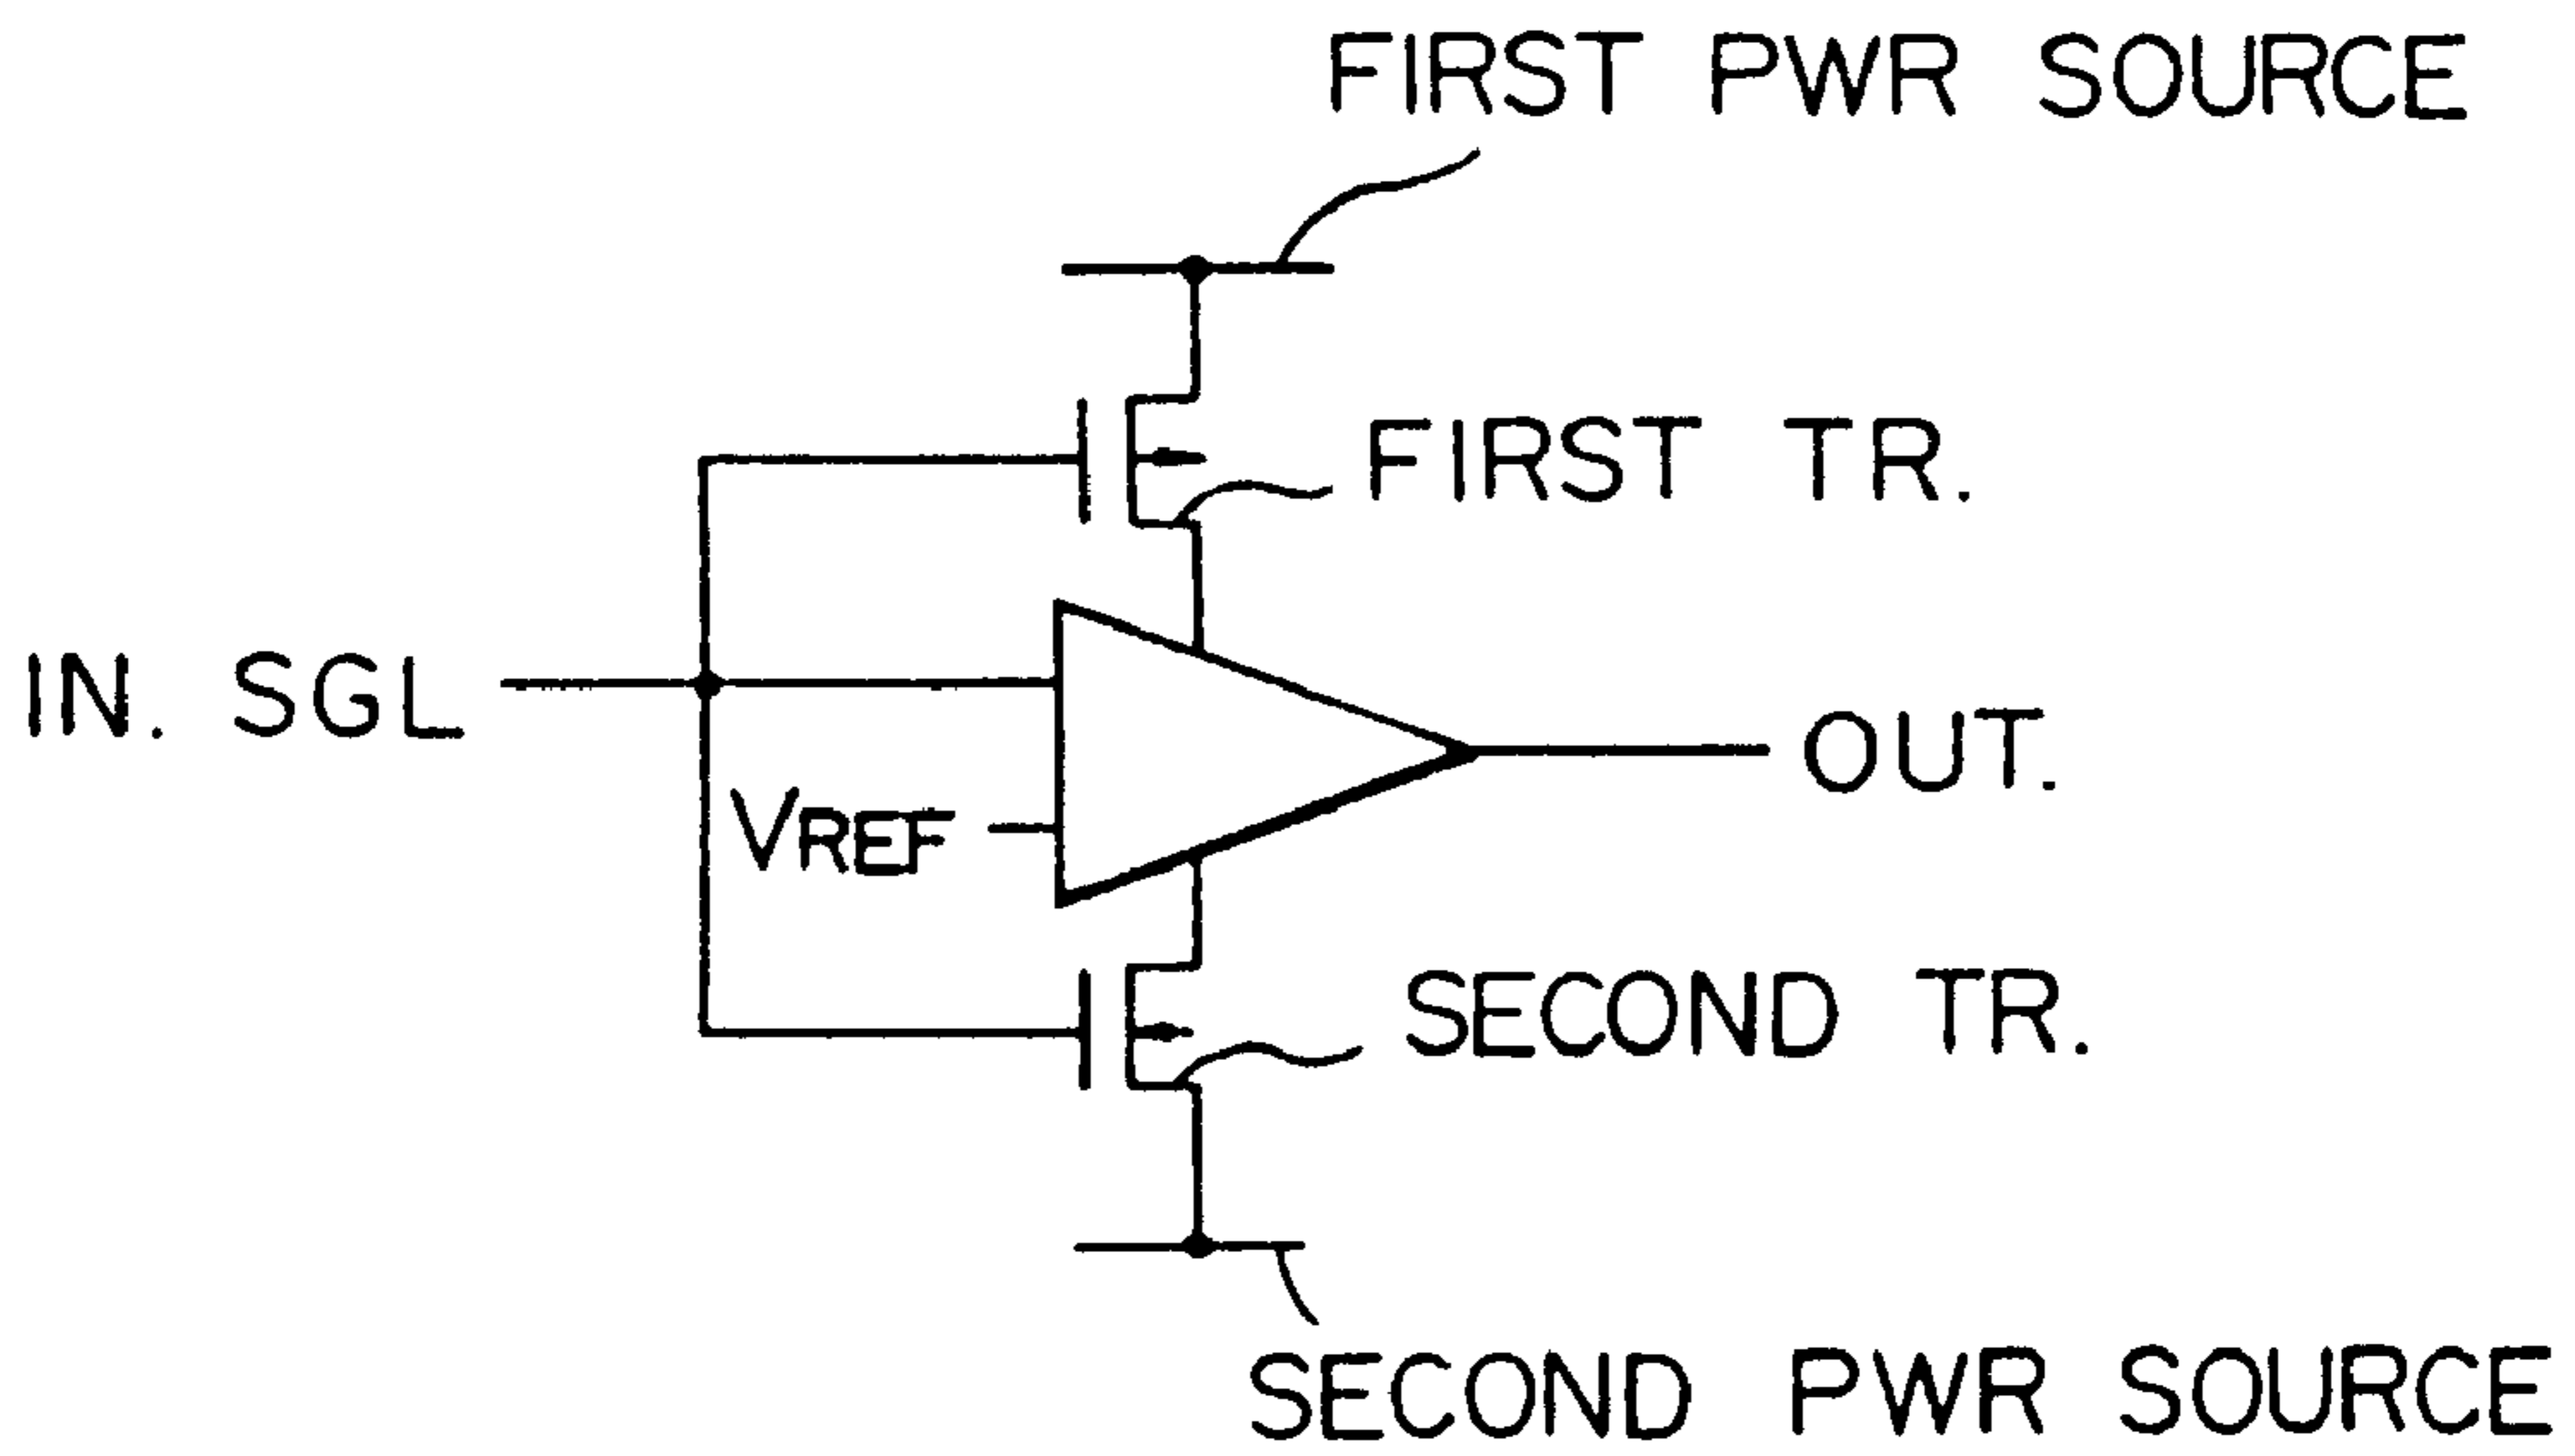 FIRST PWR SOURCE
FIRST TR.
IN. SGL
OUT.
VREF
SECOND TR.
SECOND PWR SOURCE